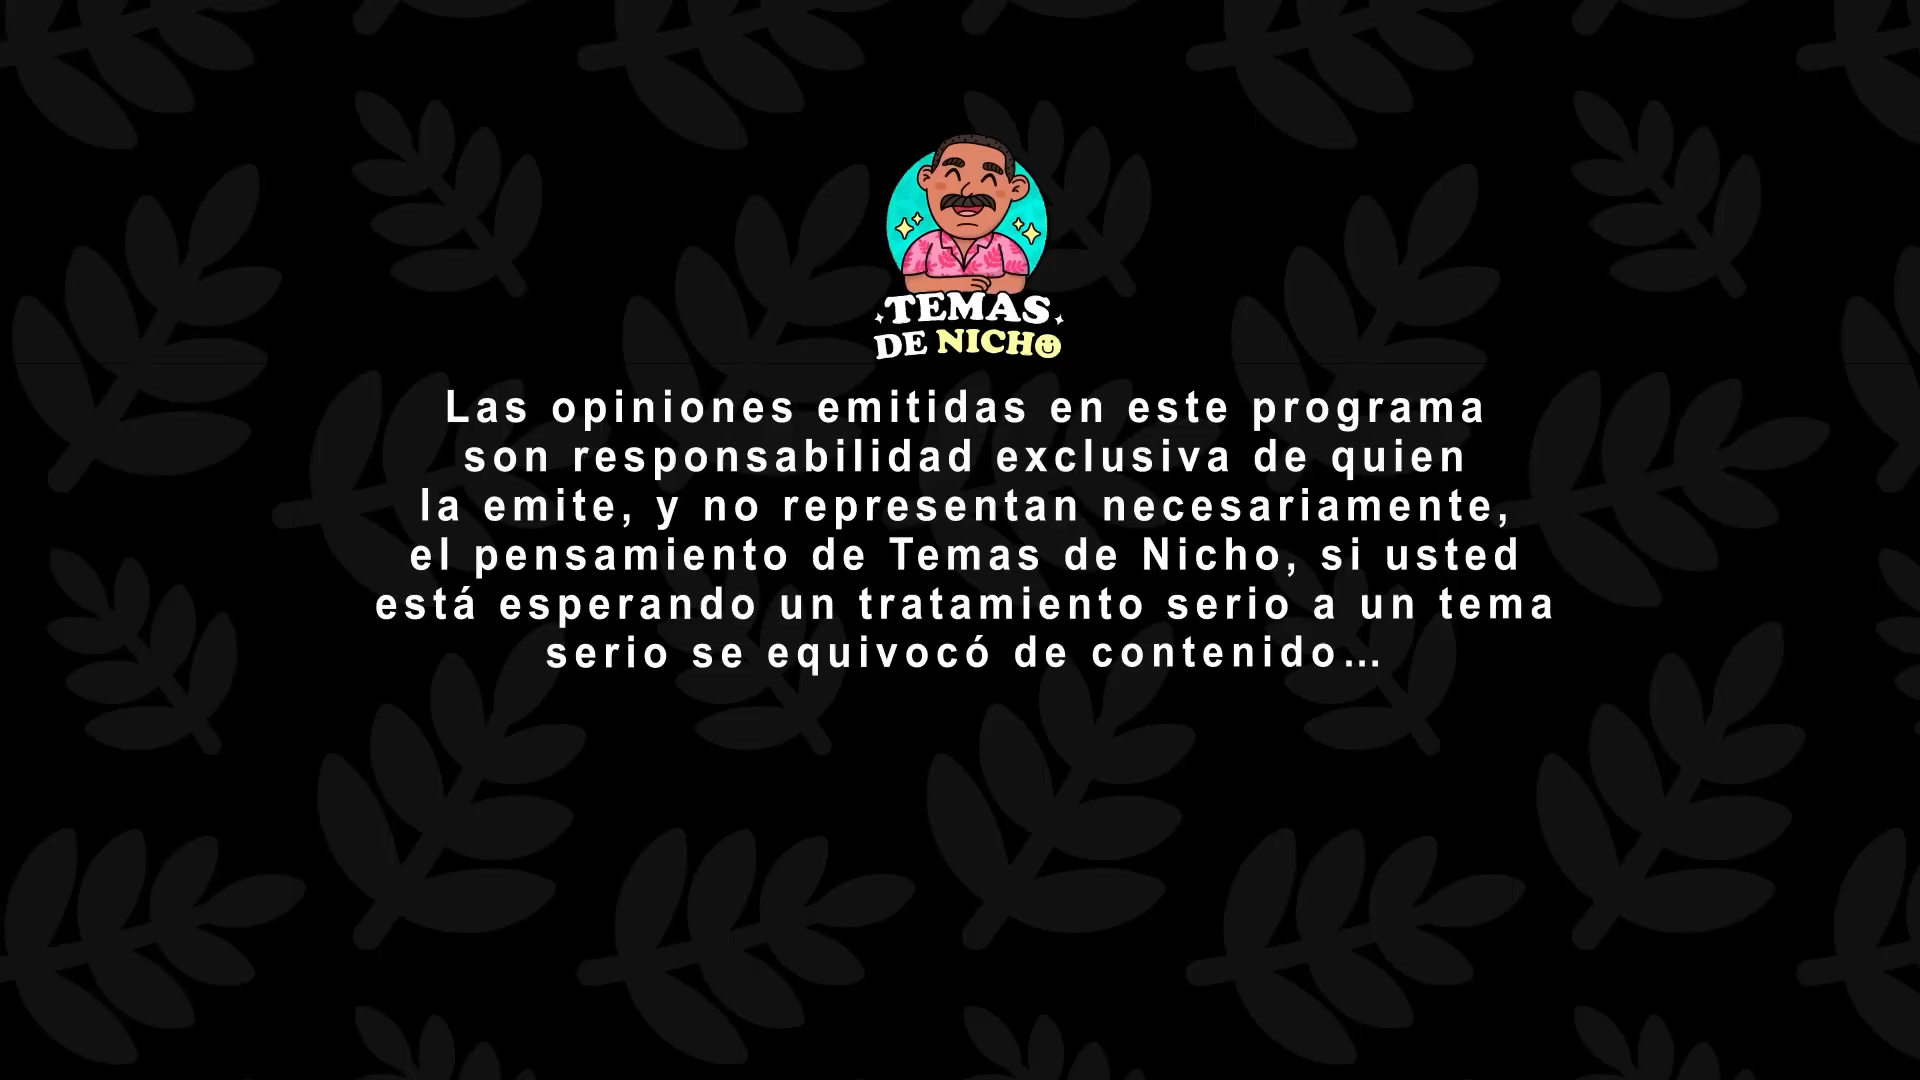 TEMAS
DE NICHO
Las opiniones emitidas en este programa
son responsabilidad exclusiva de quien
la emite, y no representan necesariamente,
el pensamiento de Temas de Nicho, si usted
está esperando un tratamiento serio a un tema
serio se equivocó de contenido...